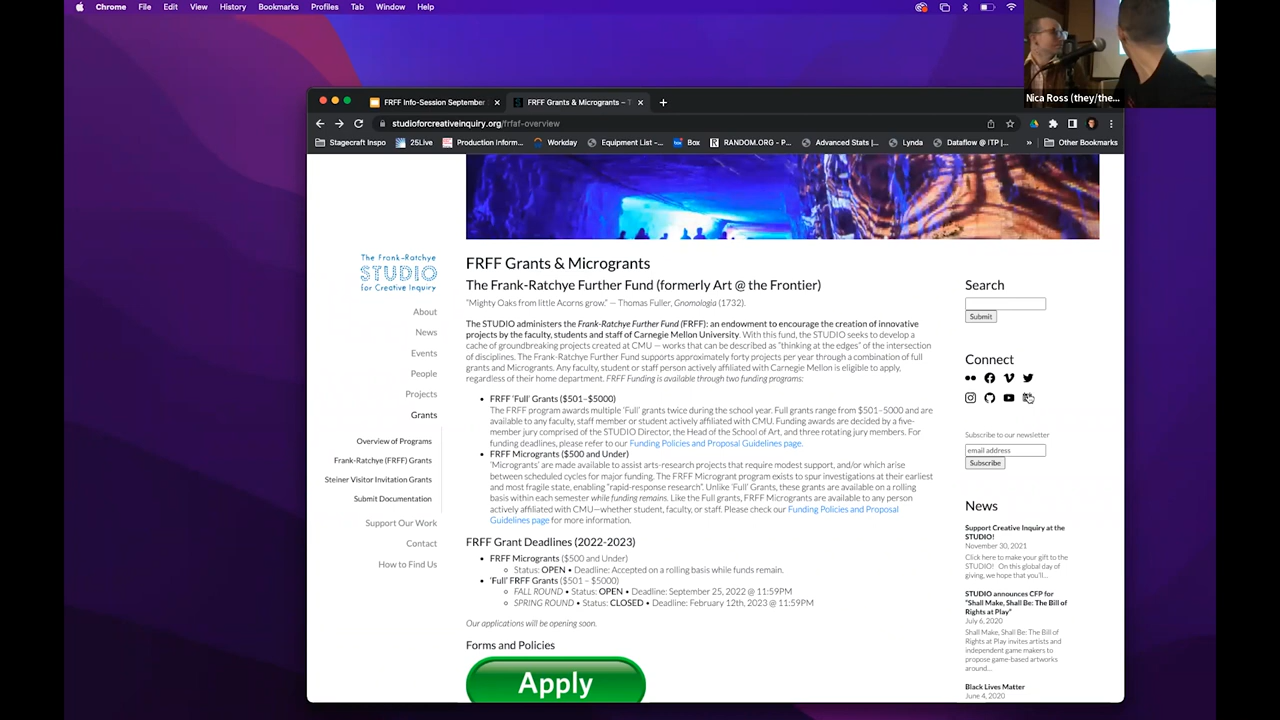 Chrome File Edit View History Bookmarks Profiles Tab Window Help
Nica Ross (they/the...
FRFF Info-Session September
FRFF Grants & Microgrants –
studioforcreativeinquiry.org/frfaf-overview
Stagecraft Inspo 25Live Production Inform... Workday Equipment List –... Box RANDOM.ORG - P... Advanced Stats |... Lynda Dataflow @ ITP |... » Other Bookmarks
The Frank-Ratchye
STUDIO
for Creative Inquiry
About
News
Events
People
Projects
Grants
Overview of Programs
Frank-Ratchye (FRFF) Grants
Steiner Visitor Invitation Grants
Submit Documentation
Support Our Work
Contact
How to Find Us
FRFF Grants & Microgrants
The Frank-Ratchye Further Fund (formerly Art @ the Frontier)
“Mighty Oaks from little Acorns grow,” — Thomas Fuller, Gnomologia (1732).
The STUDIO administers the Frank-Ratchye Further Fund (FRFF): an endowment to encourage the creation of innovative
projects by the faculty, students and staff of Carnegie Mellon University. With this fund, the STUDIO seeks to develop a
cache of groundbreaking projects created at CMU — works that can be described as “thinking at the edges” of the intersection
of disciplines. The Frank-Ratchye Further Fund supports approximately forty projects per year through a combination of full
grants and Microgrants. Any faculty, student or staff person actively affiliated with Carnegie Mellon is eligible to apply,
regardless of their home department. FRFF Funding is available through two funding programs:
• FRFF ‘Full’ Grants ($501–$5000)
The FRFF program awards multiple ‘Full’ grants twice during the school year. Full grants range from $501–5000 and are
available to any faculty, staff member or student actively affiliated with CMU. Funding awards are decided by a five-
member jury comprised of the STUDIO Director, the Head of the School of Art, and three rotating jury members. For
funding deadlines, please refer to our Funding Policies and Proposal Guidelines page.
• FRFF Microgrants ($500 and Under)
‘Microgrants’ are made available to assist arts-research projects that require modest support, and/or which arise
between scheduled cycles for major funding. The FRFF Microgrant program exists to spur investigations at their earliest
and most fragile state, enabling “rapid-response research”. Unlike ‘Full’ Grants, these grants are available on a rolling
basis within each semester while funding remains. Like the Full grants, FRFF Microgrants are available to any person
actively affiliated with CMU—whether student, faculty, or staff. Please check our Funding Policies and Proposal
Guidelines page for more information.
FRFF Grant Deadlines (2022-2023)
• FRFF Microgrants ($500 and Under)
Status: OPEN • Deadline: Accepted on a rolling basis while funds remain.
• ‘Full’ FRFF Grants ($501 – $5000)
FALL ROUND • Status: OPEN • Deadline: September 25, 2022 @ 11:59PM
SPRING ROUND • Status: CLOSED • Deadline: February 12th, 2023 @ 11:59PM
Our applications will be opening soon.
Forms and Policies
Apply
Search
Submit
Connect
Subscribe to our newsletter
email address
Subscribe
News
Support Creative Inquiry at the
STUDIO!
November 30, 2021
Click here to make your gift to the
STUDIO! On this global day of
giving, we hope that you’ll...
STUDIO announces CFP for
“Shall Make, Shall Be: The Bill of
Rights at Play”
July 6, 2020
Shall Make, Shall Be: The Bill of
Rights at Play invites artists and
independent game makers to
propose game-based artworks
around...
Black Lives Matter
June 4, 2020